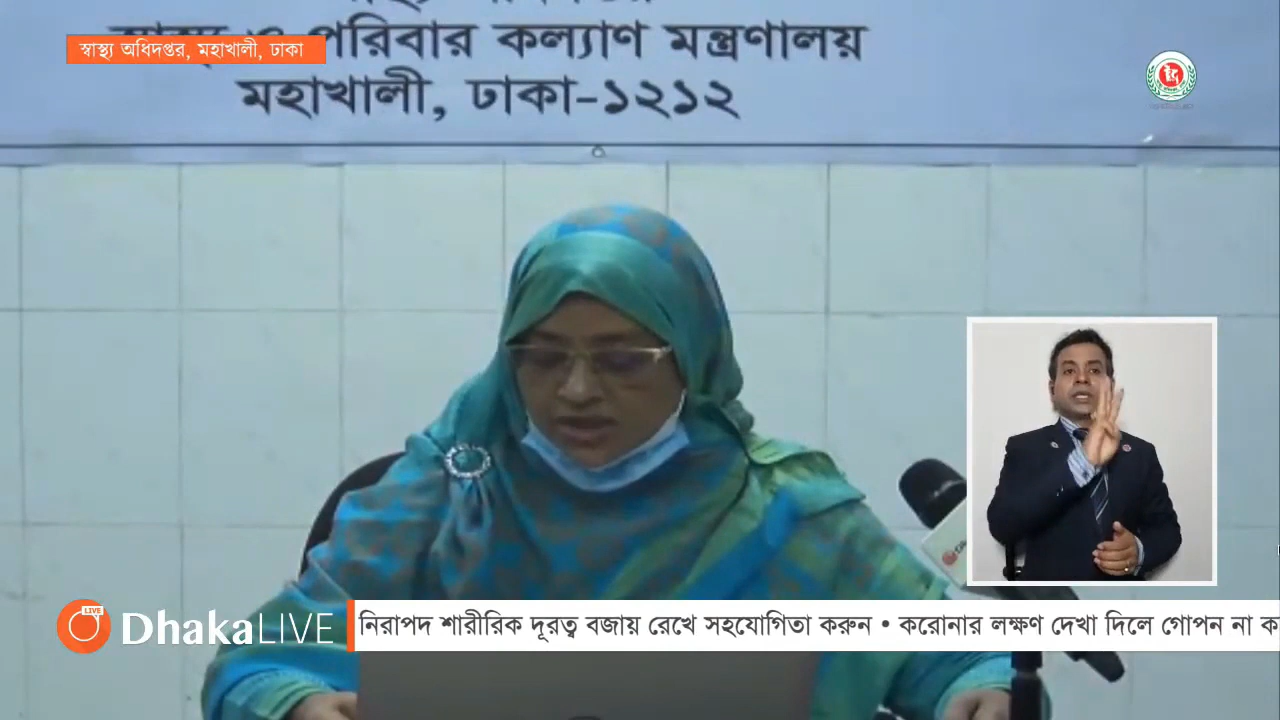 স্বাস্থ্য অধিদপ্তর, মহাখালী, ঢাকা
ও পরিবার কল্যাণ মন্ত্রণালয়
মহাখালী, ঢাকা-১২১২
LIVE
DhakaLIVE
নিরাপদ শারীরিক দূরত্ব বজায় রেখে সহযোগিতা করুন • করোনার লক্ষণ দেখা দিলে গোপন না ক